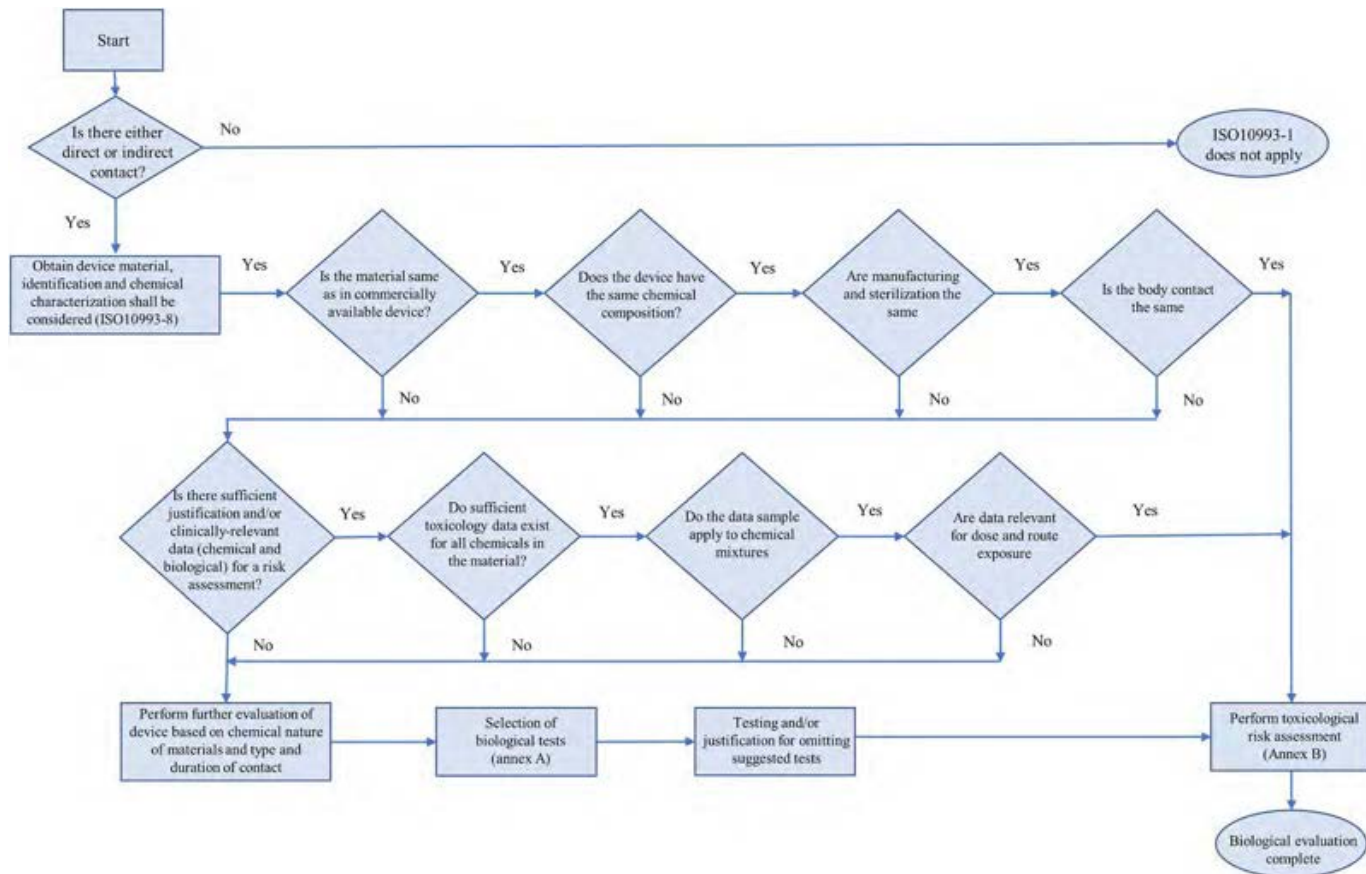 Start
Is there either
direct or indirect
contact?
No
ISO10993-1
does not apply
Yes
Obtain device material,
identification and chemical
characterization shall be
considered (ISO10993-8)
Yes
Is the material same
as in commercially
available device?
Yes
Does the device have
the same chemical
composition?
Yes
Are manufacturing
and sterilization the
same
Yes
Is the body contact
the same
Yes
No
No
No
No
Is there sufficient
justification and/or
clinically-relevant
data (chemical and
biological) for a risk
assessment?
Yes
Do sufficient
toxicology data exist
for all chemicals in
the material?
Yes
Do the data sample
apply to chemical
mixtures
Yes
Are data relevant
for dose and route
exposure
Yes
No
No
No
No
Perform further evaluation of
device based on chemical nature
of materials and type and
duration of contact
Selection of
biological tests
(annex A)
Testing and/or
justification for omitting
suggested tests
Perform toxicological
risk assessment
(Annex B)
Biological evaluation
complete